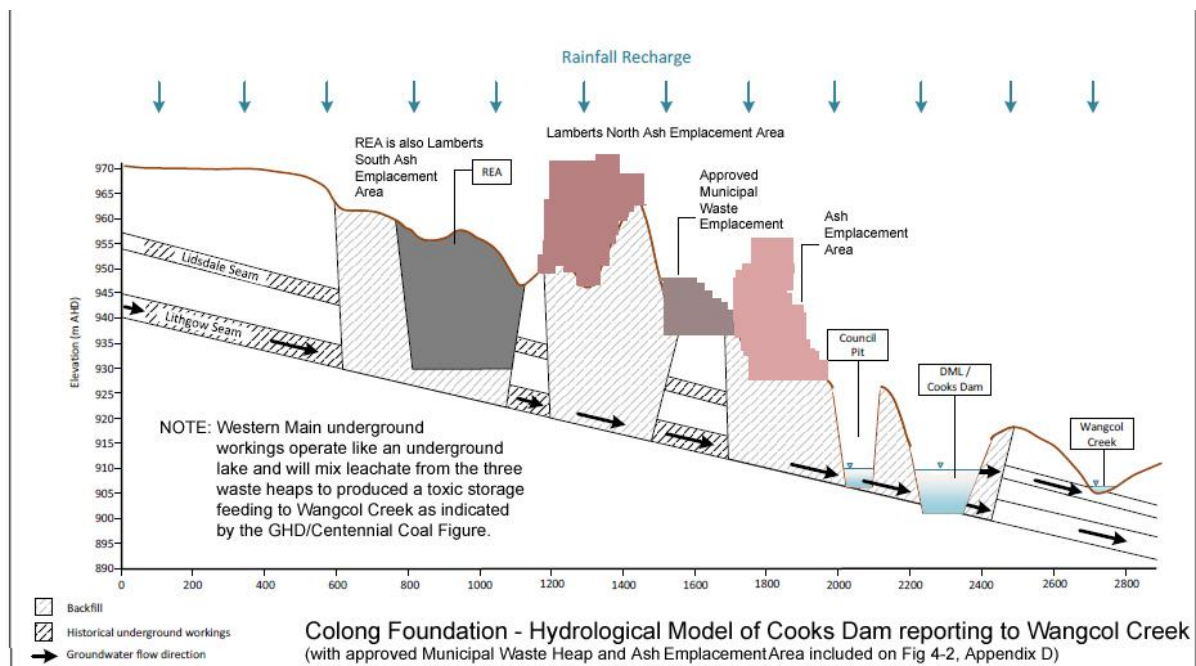 Rainfall Recharge
Lamberts North Ash Emplacement Area
REA is also Lamberts
South Ash
Emplacement
Area
REA
Approved
Municipal
Waste
Emplacement
Ash
Emplacement
Area
Council
Pit
DML /
Cooks Dam
Wangcol
Creek
Elevation (m AHD)
970
965
960
955
950
945
940
935
930
925
920
915
910
905
900
895
890
Lidsdale Seam
Lithgow Seam
NOTE: Western Main underground
workings operate like an underground
lake and will mix leachate from the three
waste heaps to produced a toxic storage
feeding to Wangcol Creek as indicated
by the GHD/Centennial Coal Figure.
0 200 400 600 800 1000 1200 1400 1600 1800 2000 2200 2400 2600 2800
Backfill
Historical underground workings
Groundwater flow direction
Colong Foundation - Hydrological Model of Cooks Dam reporting to Wangcol Creek
(with approved Municipal Waste Heap and Ash Emplacement Area included on Fig 4-2, Appendix D)